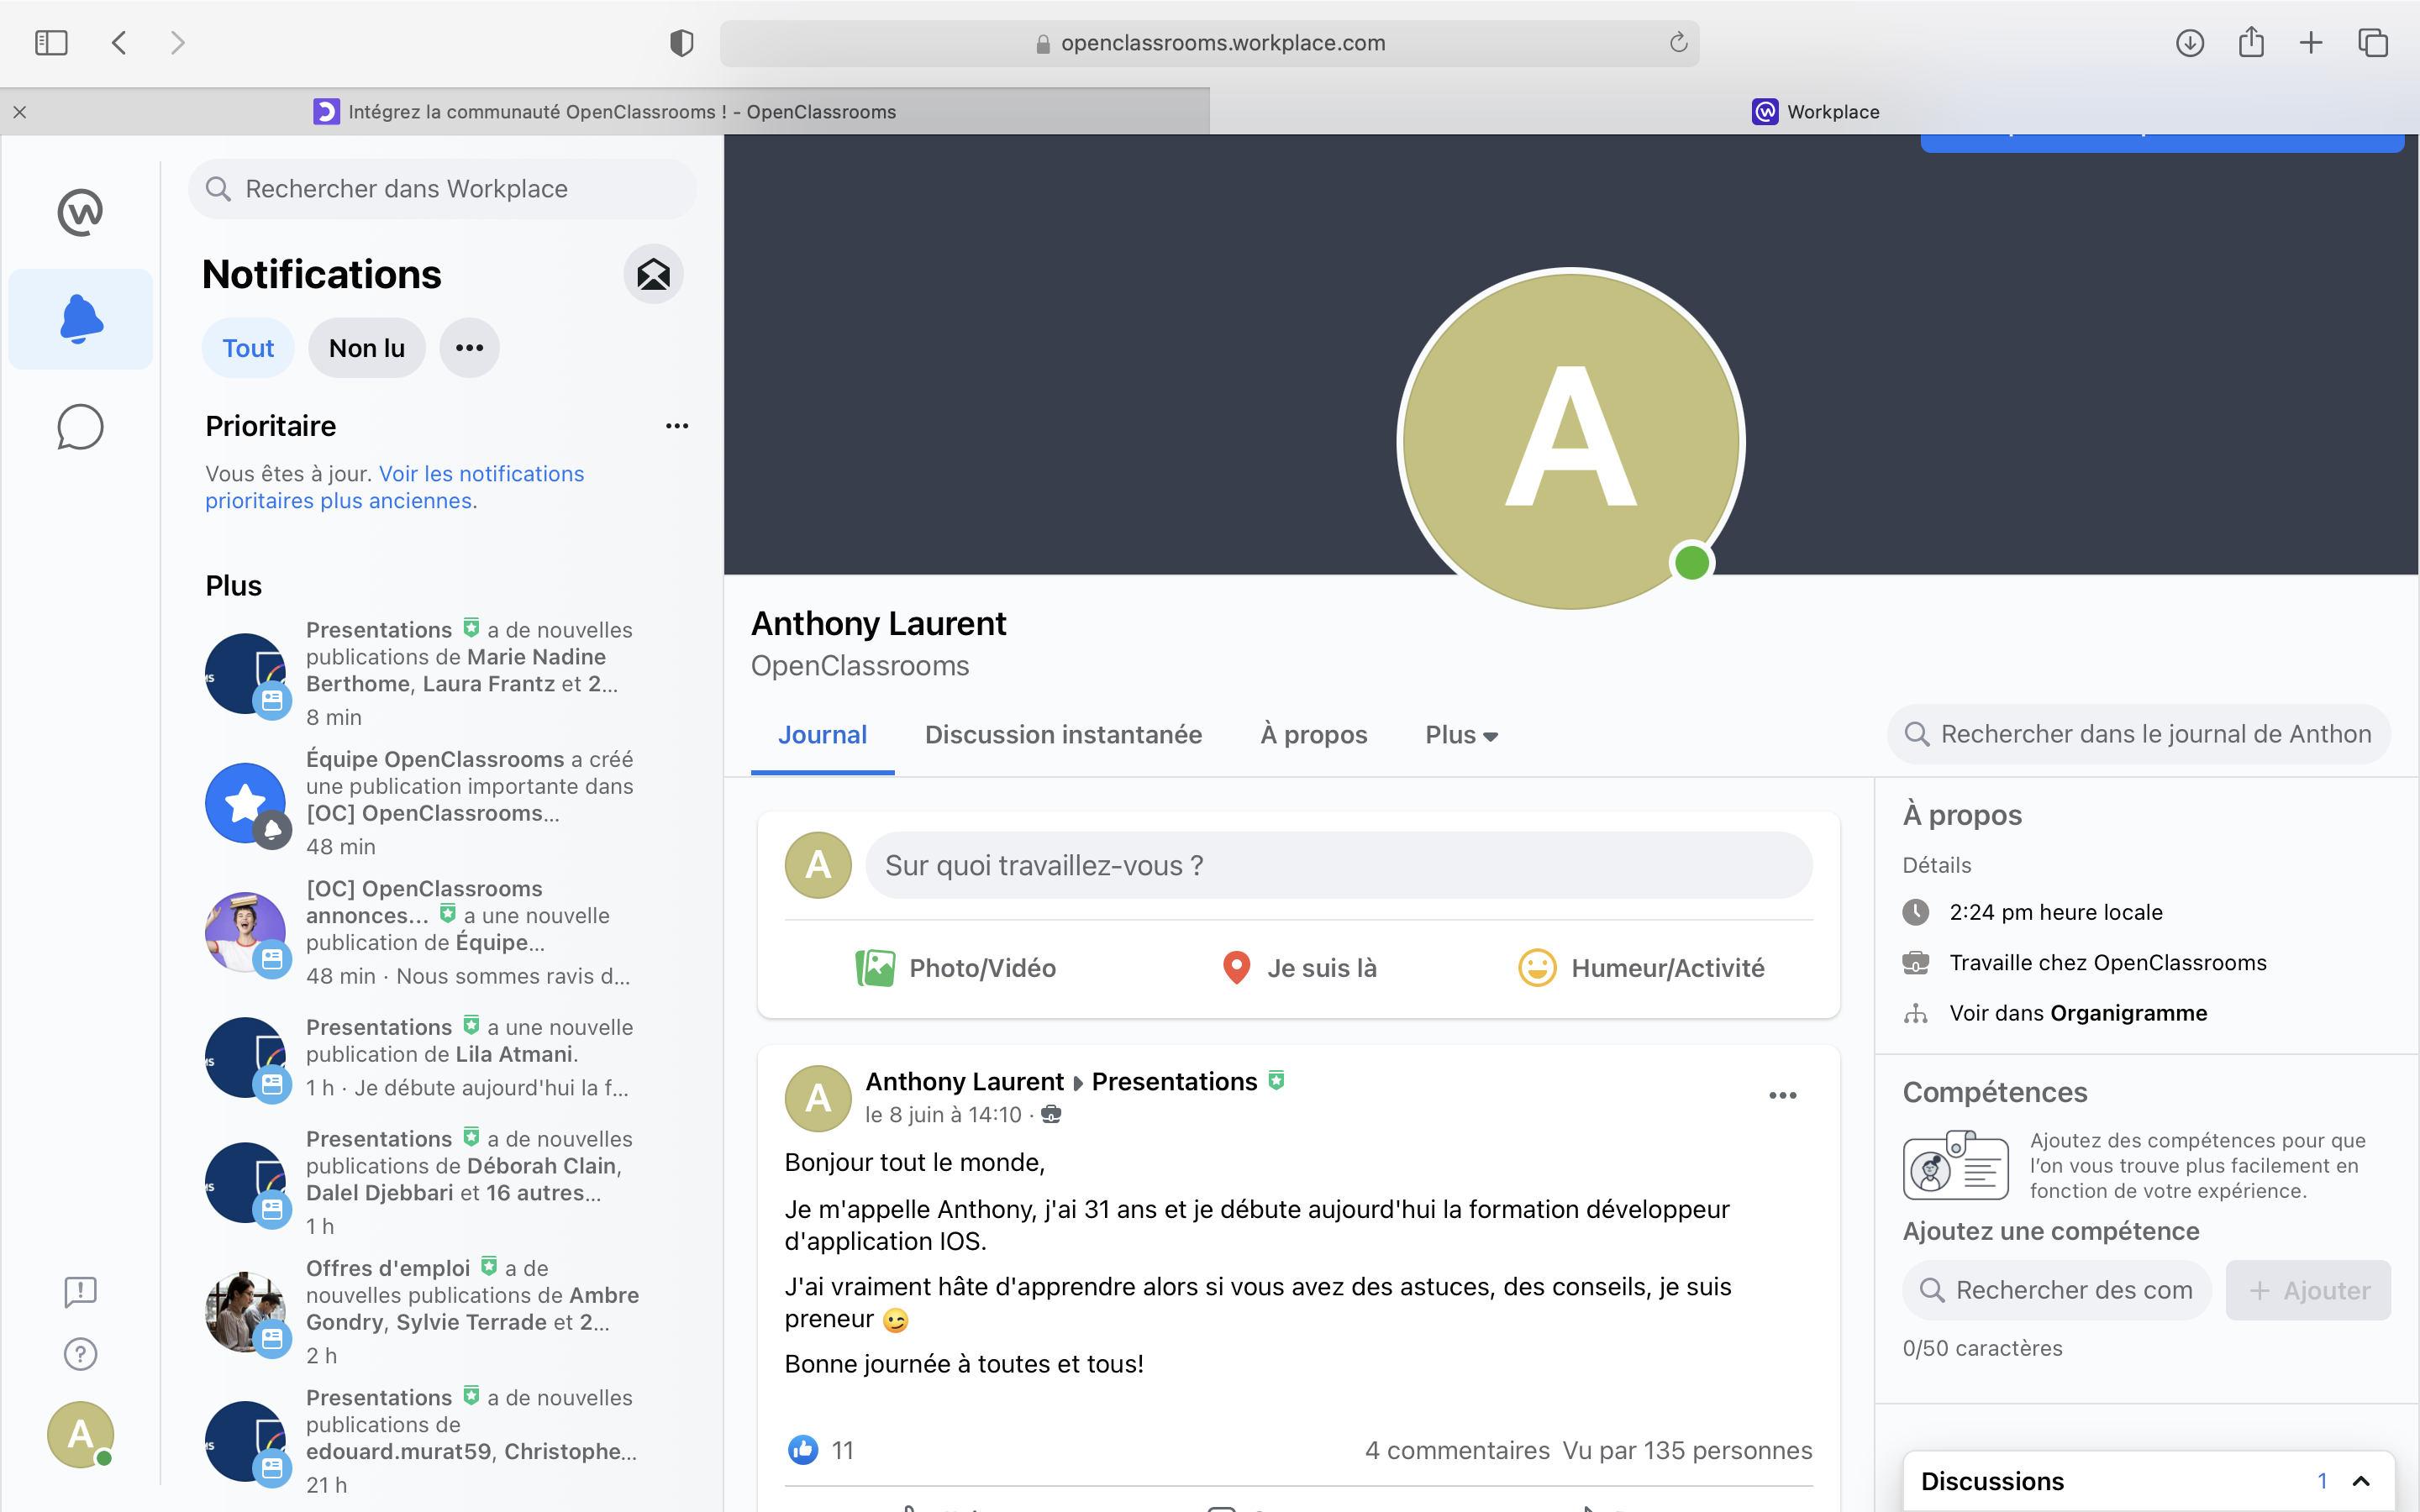 openclassrooms.workplace.com
Intégrez la communauté OpenClassrooms ! - OpenClassrooms
Workplace
Rechercher dans Workplace
Notifications
Tout
Non lu
Prioritaire
Vous êtes à jour. Voir les notifications
prioritaires plus anciennes.
Plus
Presentations a de nouvelles
publications de Marie Nadine
Berthome, Laura Frantz et 2...
8 min
Équipe OpenClassrooms a créé
une publication importante dans
[OC] OpenClassrooms...
48 min
[OC] OpenClassrooms
annonces... a une nouvelle
publication de Équipe...
48 min · Nous sommes ravis d...
Presentations a une nouvelle
publication de Lila Atmani.
1 h · Je débute aujourd'hui la f...
Presentations a de nouvelles
publications de Déborah Clain,
Dalel Djebbari et 16 autres...
1 h
Offres d'emploi a de
nouvelles publications de Ambre
Gondry, Sylvie Terrade et 2...
2 h
Presentations a de nouvelles
publications de
edouard.murat59, Christophe...
21 h
A
A
Anthony Laurent
OpenClassrooms
Journal
Discussion instantanée
À propos
Plus
Rechercher dans le journal de Anthon
A
Sur quoi travaillez-vous ?
Photo/Vidéo
Je suis là
Humeur/Activité
A
Anthony Laurent Presentations
le 8 juin à 14:10 ·
Bonjour tout le monde,
Je m'appelle Anthony, j'ai 31 ans et je débute aujourd'hui la formation développeur
d'application IOS.
J'ai vraiment hâte d'apprendre alors si vous avez des astuces, des conseils, je suis
preneur 😉
Bonne journée à toutes et tous!
11
4 commentaires Vu par 135 personnes
À propos
Détails
2:24 pm heure locale
Travaille chez OpenClassrooms
Voir dans Organigramme
Compétences
Ajoutez des compétences pour que
l’on vous trouve plus facilement en
fonction de votre expérience.
Ajoutez une compétence
Rechercher des com
+ Ajouter
0/50 caractères
Discussions 1